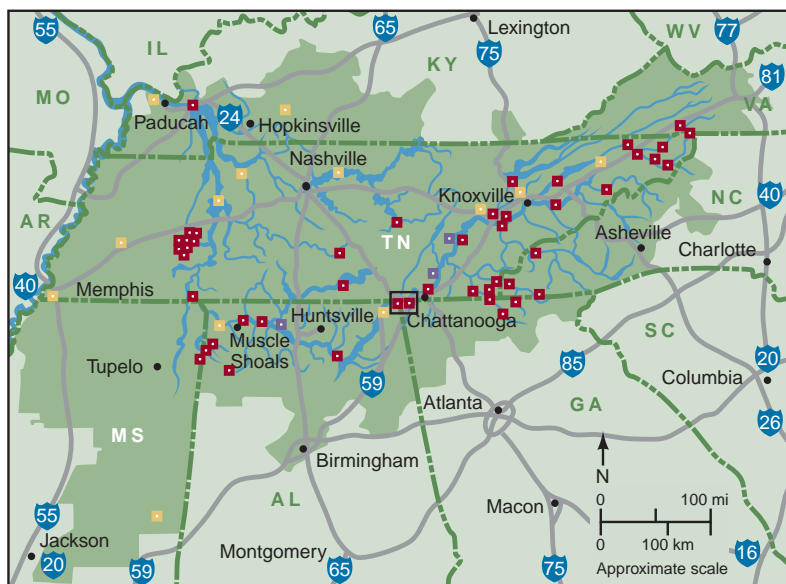 55
65
Lexington
WV
77
IL
75
KY
81
MO
VA
Paducah
24
Hopkinsville
Nashville
Knoxville
NC
40
AR
TN
Asheville
Charlotte
40
Memphis
Huntsville
Chattanooga
Muscle
Shoals
SC
Tupelo
59
85
20
Columbia
Atlanta
GA
26
MS
N
Birmingham
0
100 mi
AL
Macon
55
0
100 km
Jackson
Montgomery
16
20
59
65
75
Approximate scale